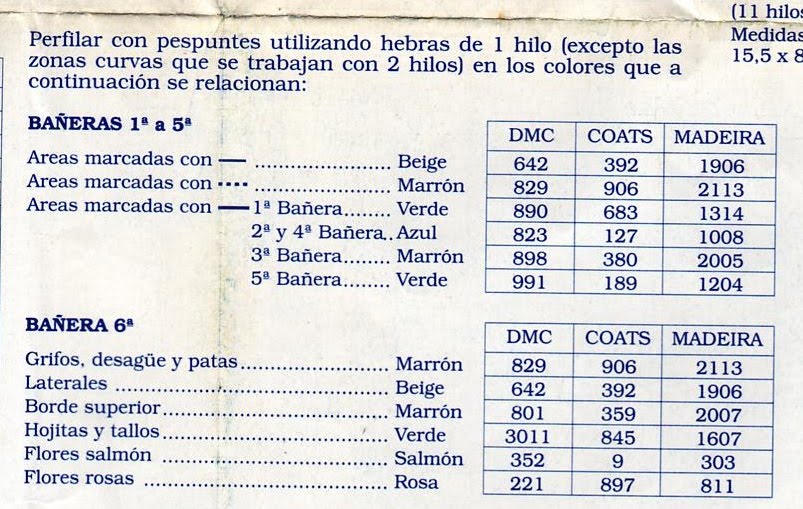 (11 hilos
Medidas
15,5 x 8
Perfilar con pespuntes utilizando hebras de 1 hilo (excepto las
zonas curvas que se trabajan con 2 hilos) en los colores que a
continuación se relacionan:
BAÑERAS 1ª a 5ª
DMC COATS MADEIRA
Areas marcadas con — ..................... Beige 642 392 1906
Areas marcadas con ···· ..................... Marrón 829 906 2113
Areas marcadas con — 1ª Bañera........ Verde 890 683 1314
2ª y 4ª Bañera.. Azul 823 127 1008
3ª Bañera........ Marrón 898 380 2005
5ª Bañera........ Verde 991 189 1204
BAÑERA 6ª
DMC COATS MADEIRA
Grifos, desagüe y patas........................ Marrón 829 906 2113
Laterales .......................................... Beige 642 392 1906
Borde superior.................................... Marrón 801 359 2007
Hojitas y tallos.................................... Verde 3011 845 1607
Flores salmón .................................... Salmón 352 9 303
Flores rosas ...................................... Rosa 221 897 811